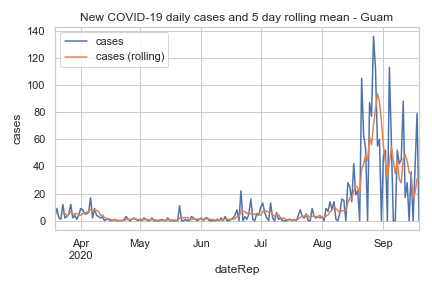 New COVID-19 daily cases and 5 day rolling mean - Guam
cases
cases (rolling)
140
120
100
80
60
40
20
0
cases
Apr
2020
May
Jun
Jul
Aug
Sep
dateRep